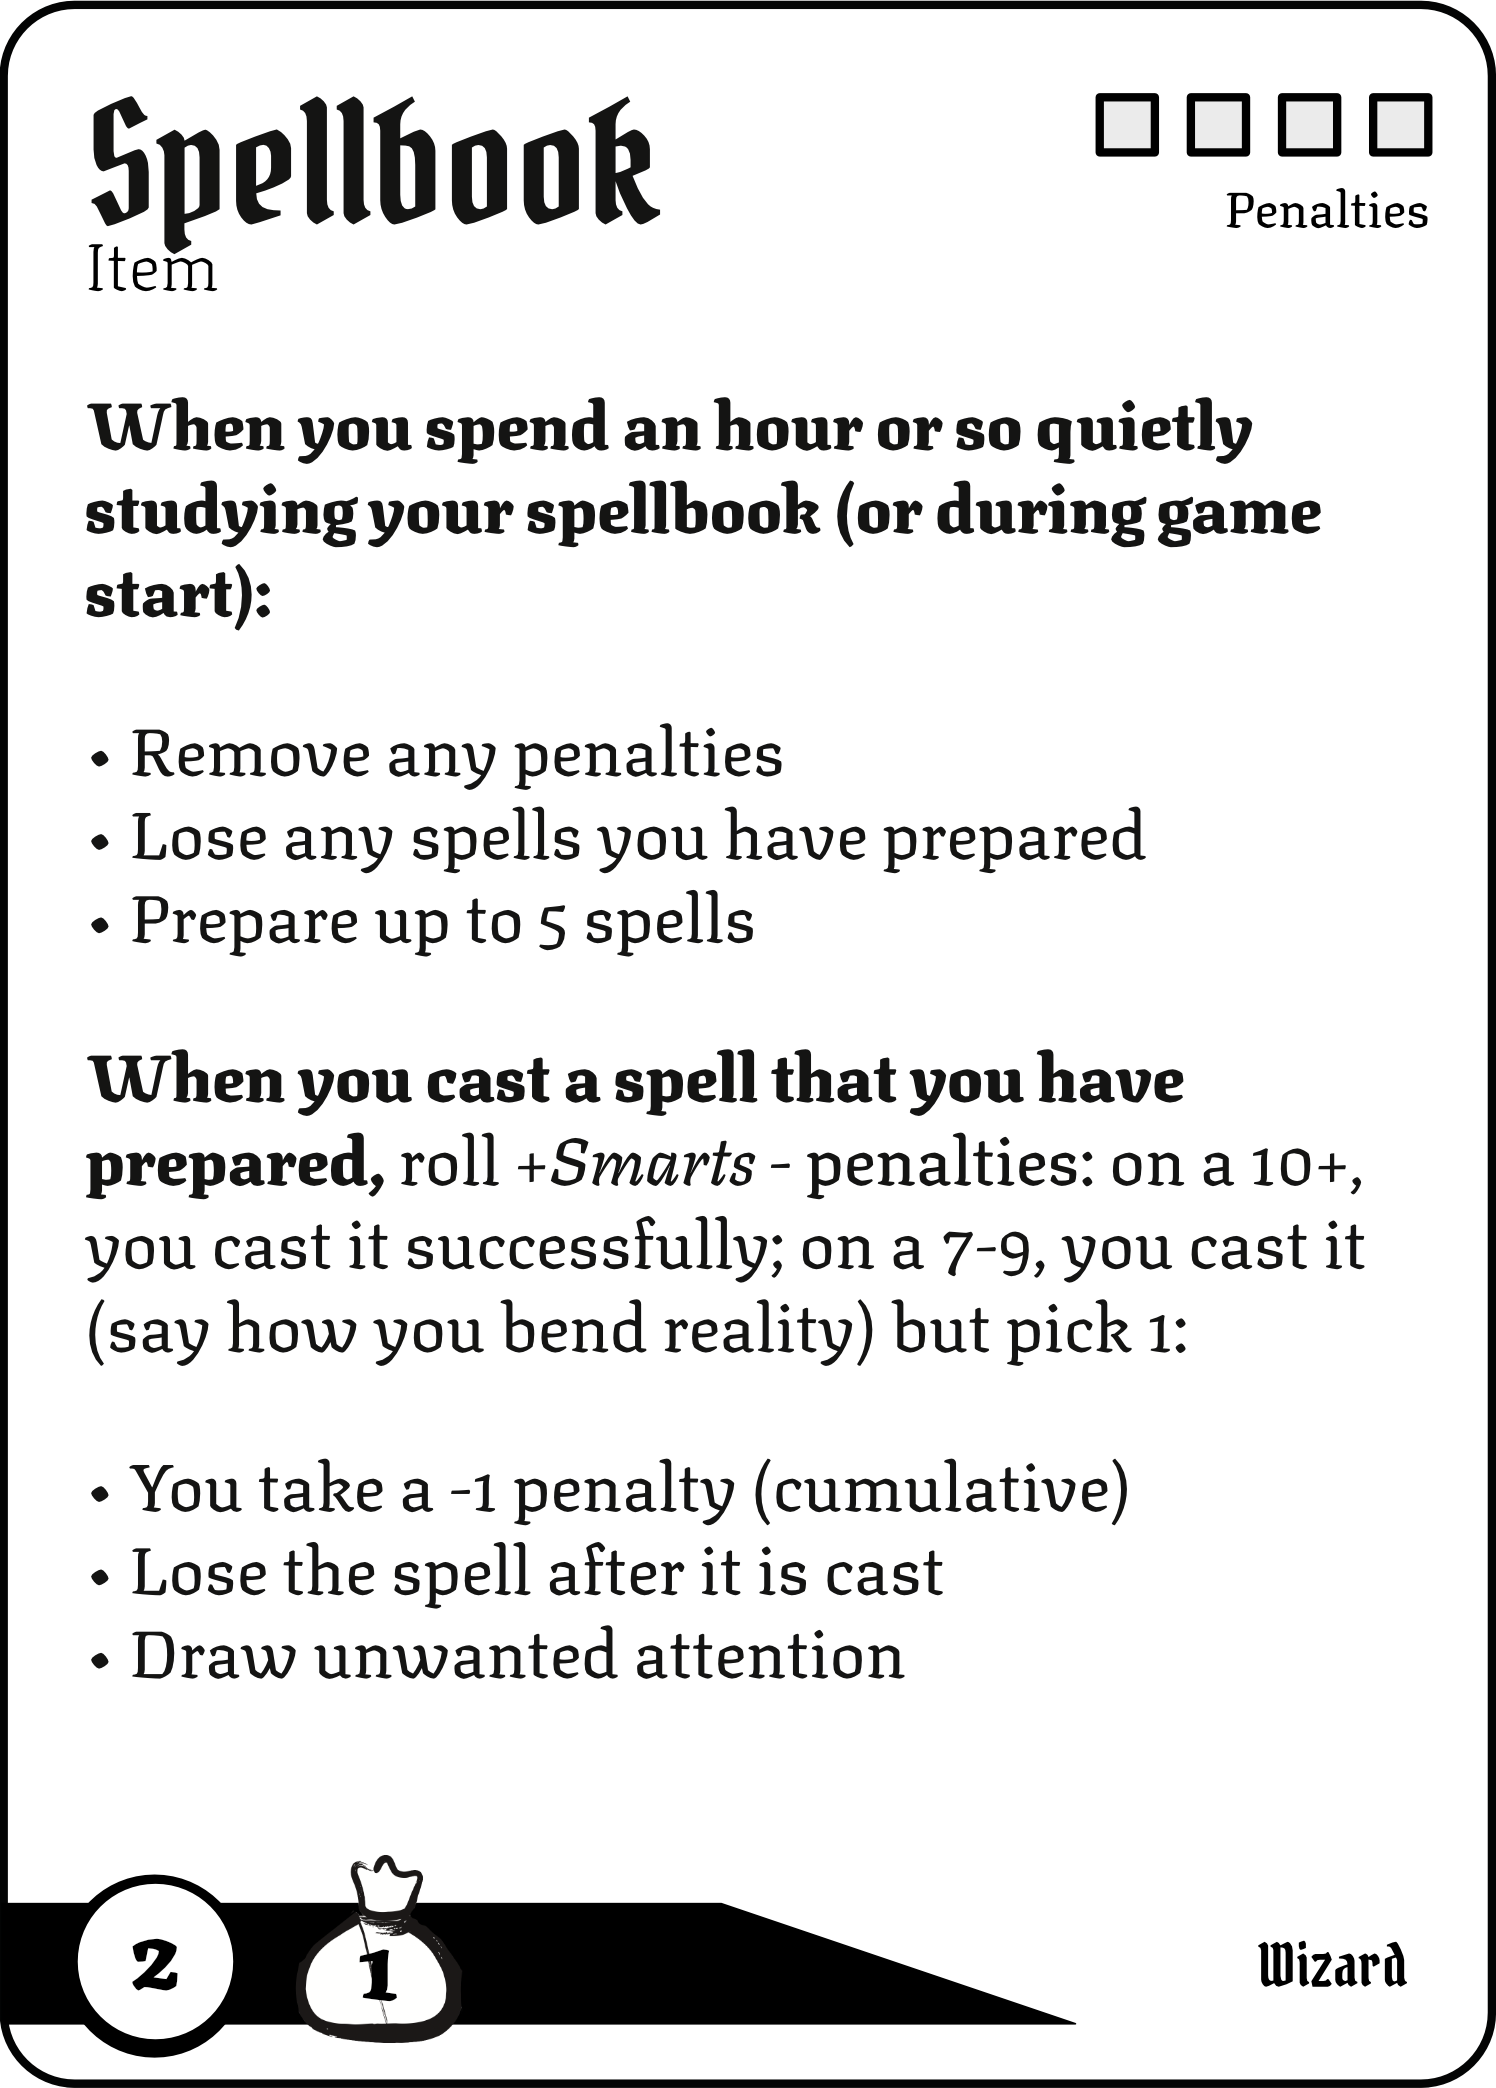 Spellbook
Penalties
Item
When you spend an hour or so quietly
studying your spellbook (or during game
start):
• Remove any penalties
• Lose any spells you have prepared
• Prepare up to 5 spells
When you cast a spell that you have
prepared, roll +Smarts - penalties: on a 10+,
you cast it successfully; on a 7-9, you cast it
(say how you bend reality) but pick 1:
• You take a -1 penalty (cumulative)
• Lose the spell after it is cast
• Draw unwanted attention
2
1
Wizard